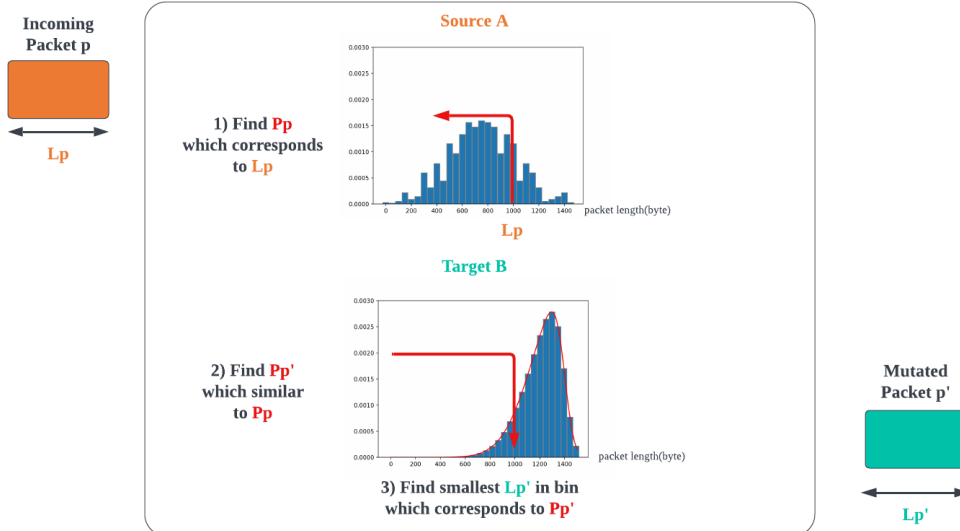 Incoming
Packet p
Lp
Source A
1) Find Pp
which corresponds
to Lp
0.0030
0.0025
0.0020
0.0015
0.0010
0.0005
0.0000
0 200 400 600 800 1000 1200 1400
packet length(byte)
Lp
Target B
2) Find Pp'
which similar
to Pp
0.0030
0.0025
0.0020
0.0015
0.0010
0.0005
0.0000
0 200 400 600 800 1000 1200 1400
packet length(byte)
3) Find smallest Lp' in bin
which corresponds to Pp'
Mutated
Packet p'
Lp'